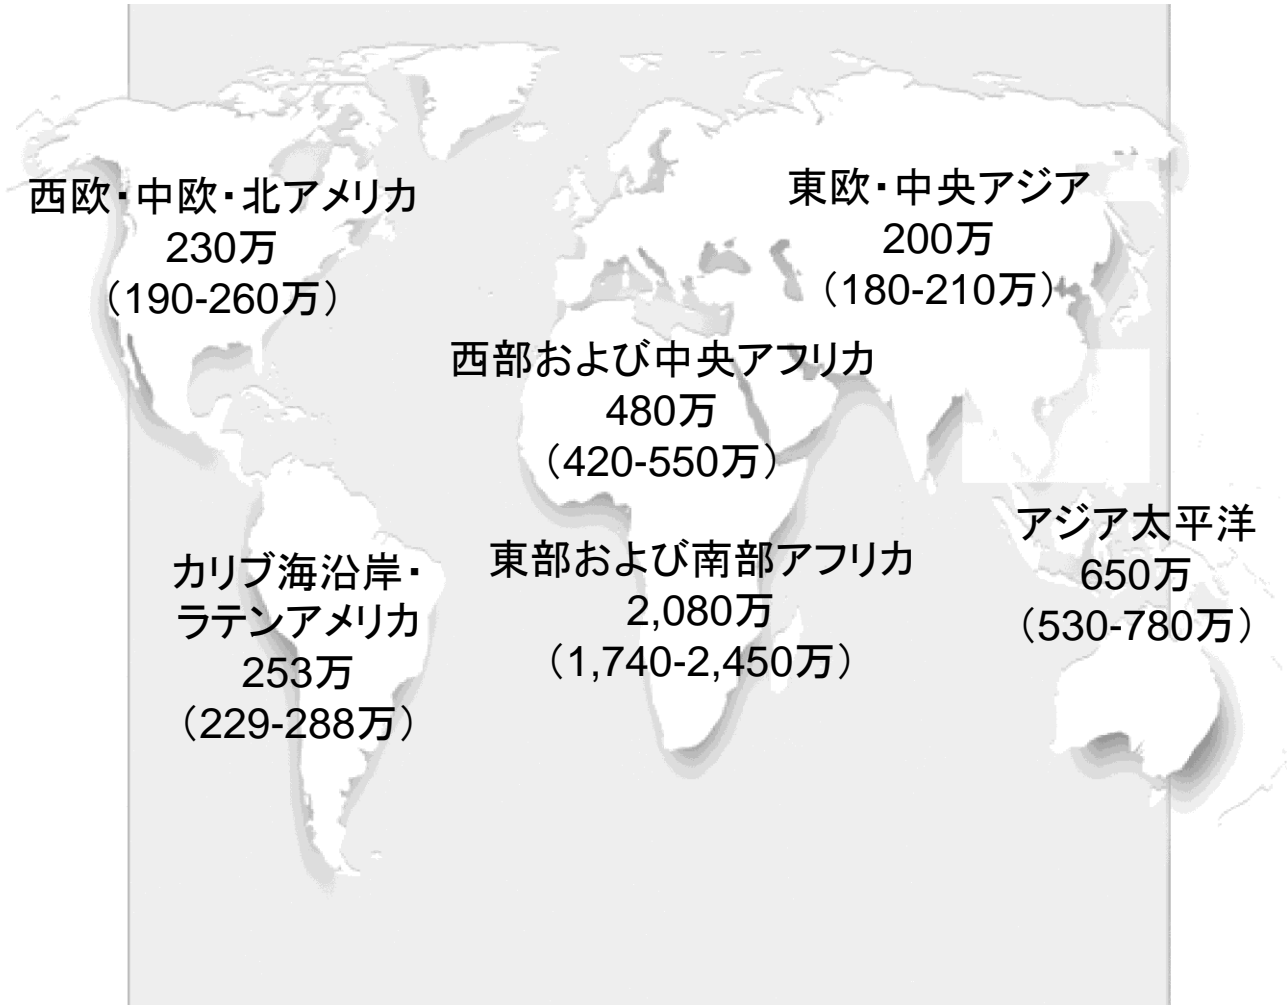 西欧・中欧・北アメリカ
230万
（190-260万）
東欧・中央アジア
200万
（180-210万）
西部および中央アフリカ
480万
（420-550万）
カリブ海沿岸・
ラテンアメリカ
253万
（229-288万）
東部および南部アフリカ
2,080万
（1,740-2,450万）
アジア太平洋
650万
（530-780万）